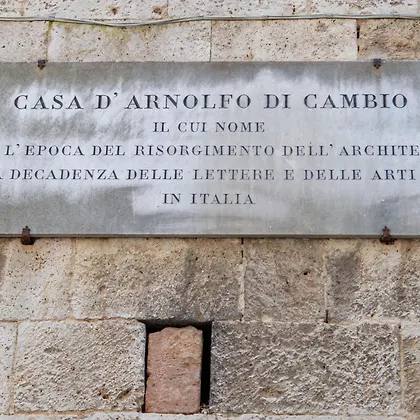 CASA D'ARNOLFO DI CAMBIO
IL CUI NOME
L'EPOCA DEL RISORGIMENTO DELL'ARCHITE
DECADENZA DELLE LETTERE E DELLE ARTI
IN ITALIA